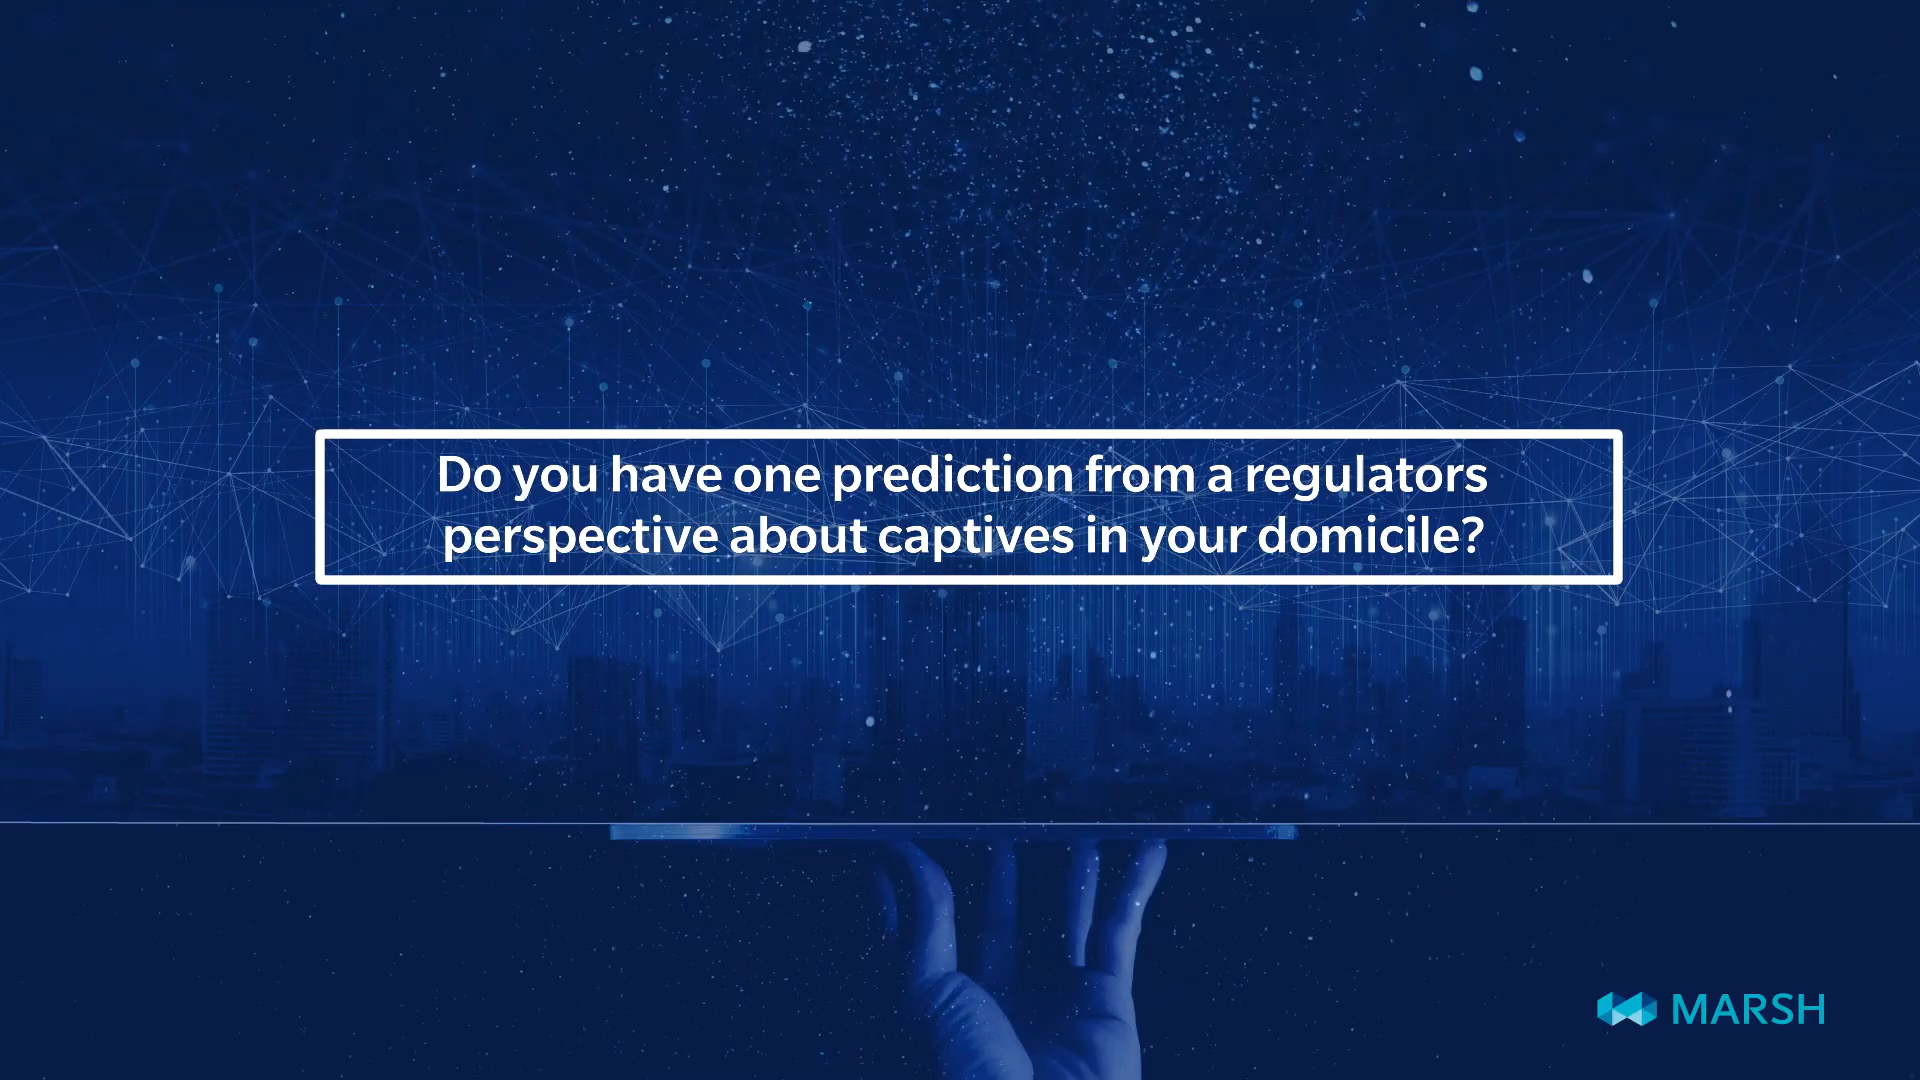 Do you have one prediction from a regulators
perspective about captives in your domicile?
MARSH